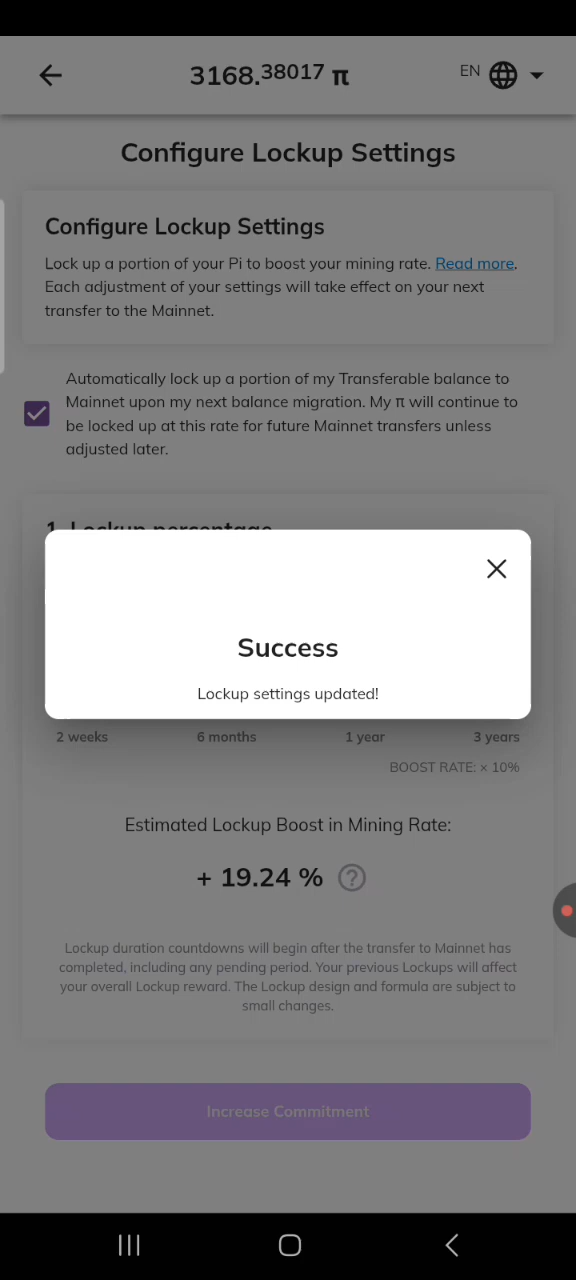 3168.38017 π
EN
Configure Lockup Settings
Configure Lockup Settings
Lock up a portion of your Pi to boost your mining rate. Read more.
Each adjustment of your settings will take effect on your next
transfer to the Mainnet.
Automatically lock up a portion of my Transferable balance to
Mainnet upon my next balance migration. My π will continue to
be locked up at this rate for future Mainnet transfers unless
adjusted later.
1. Lockup percentage
Success
Lockup settings updated!
2 weeks 6 months 1 year 3 years
BOOST RATE: × 10%
Estimated Lockup Boost in Mining Rate:
+ 19.24 % ?
Lockup duration countdowns will begin after the transfer to Mainnet has
completed, including any pending period. Your previous Lockups will affect
your overall Lockup reward. The Lockup design and formula are subject to
small changes.
Increase Commitment